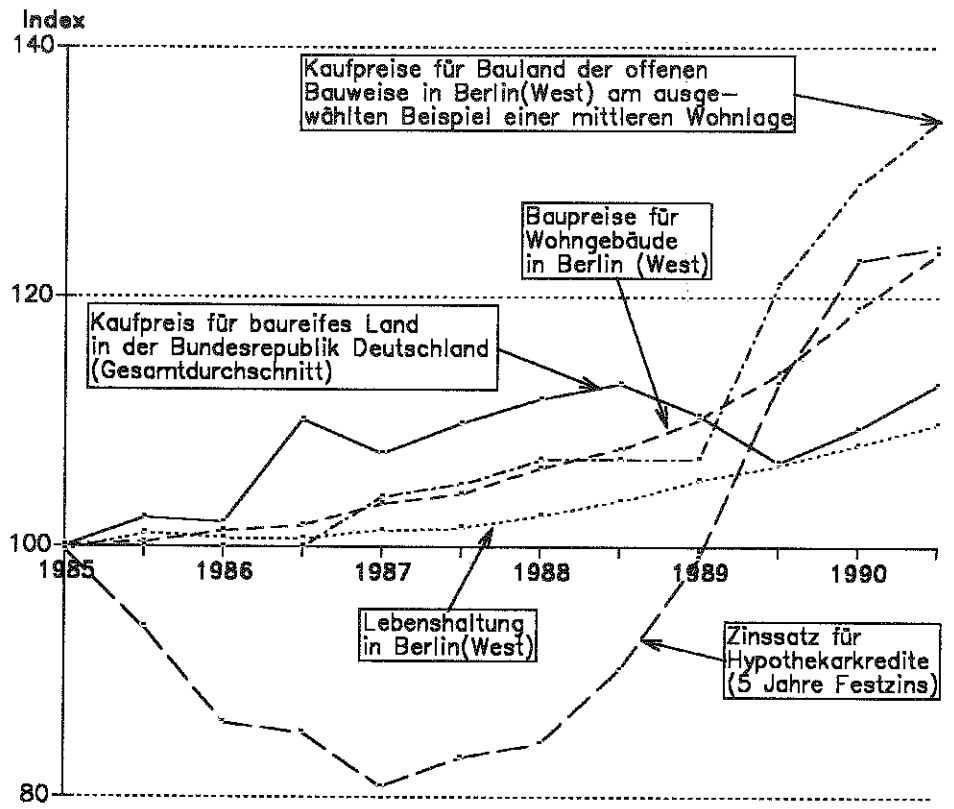 Index
140
Kaufpreise für Bauland der offenen
Bauweise in Berlin(West) am ausge-
wählten Beispiel einer mittleren Wohnlage
Baupreise für
Wohngebäude
in Berlin (West)
120
Kaufpreis für baureifes Land
in der Bundesrepublik Deutschland
(Gesamtdurchschnitt)
100
1985 1986 1987 1988 1989 1990
Lebenshaltung
in Berlin(West)
Zinssatz für
Hypothekarkredite
(5 Jahre Festzins)
80